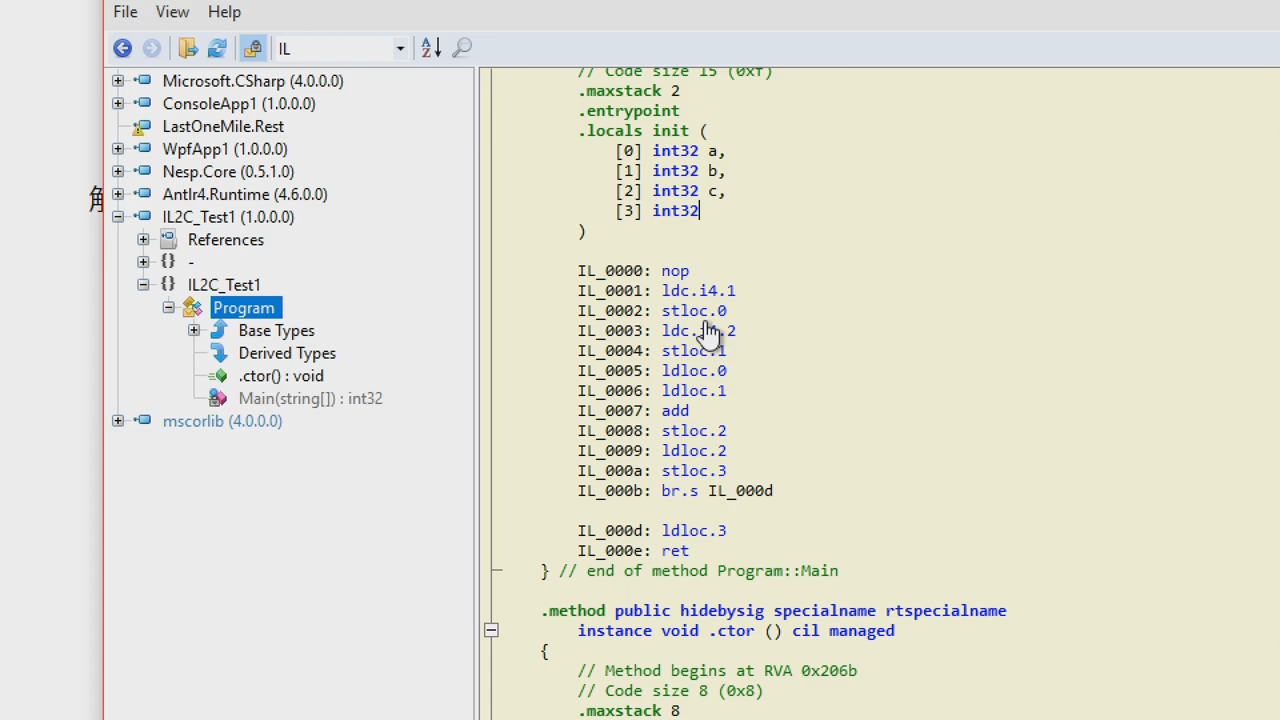 File View Help
IL
Microsoft.CSharp (4.0.0.0)
ConsoleApp1 (1.0.0.0)
LastOneMile.Rest
WpfApp1 (1.0.0.0)
Nesp.Core (0.5.1.0)
Antlr4.Runtime (4.6.0.0)
IL2C_Test1 (1.0.0.0)
References
-
IL2C_Test1
Program
Base Types
Derived Types
.ctor() : void
Main(string[]) : int32
mscorlib (4.0.0.0)
// Code size 15 (0xf)
.maxstack 2
.entrypoint
.locals init (
[0] int32 a,
[1] int32 b,
[2] int32 c,
[3] int32
)
IL_0000: nop
IL_0001: ldc.i4.1
IL_0002: stloc.0
IL_0003: ldc.i4.2
IL_0004: stloc.1
IL_0005: ldloc.0
IL_0006: ldloc.1
IL_0007: add
IL_0008: stloc.2
IL_0009: ldloc.2
IL_000a: stloc.3
IL_000b: br.s IL_000d
IL_000d: ldloc.3
IL_000e: ret
} // end of method Program::Main
.method public hidebysig specialname rtspecialname
instance void .ctor () cil managed
{
// Method begins at RVA 0x206b
// Code size 8 (0x8)
.maxstack 8